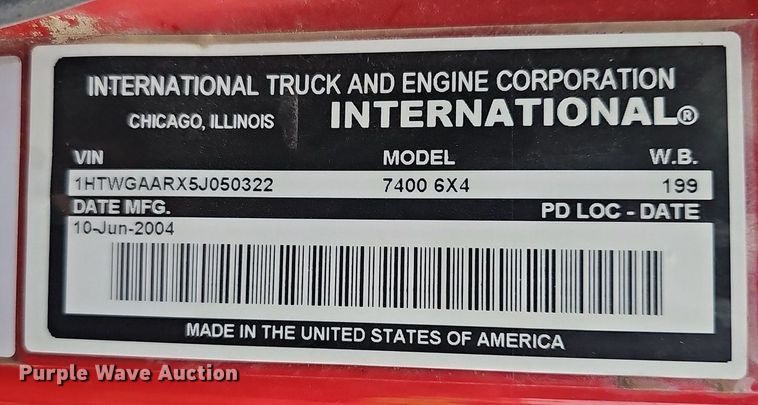 INTERNATIONAL TRUCK AND ENGINE CORPORATION
CHICAGO, ILLINOIS INTERNATIONAL®
VIN MODEL W.B.
1HTWGAARX5J050322 7400 6X4 199
DATE MFG. PD LOC - DATE
10-Jun-2004
MADE IN THE UNITED STATES OF AMERICA
Purple Wave Auction